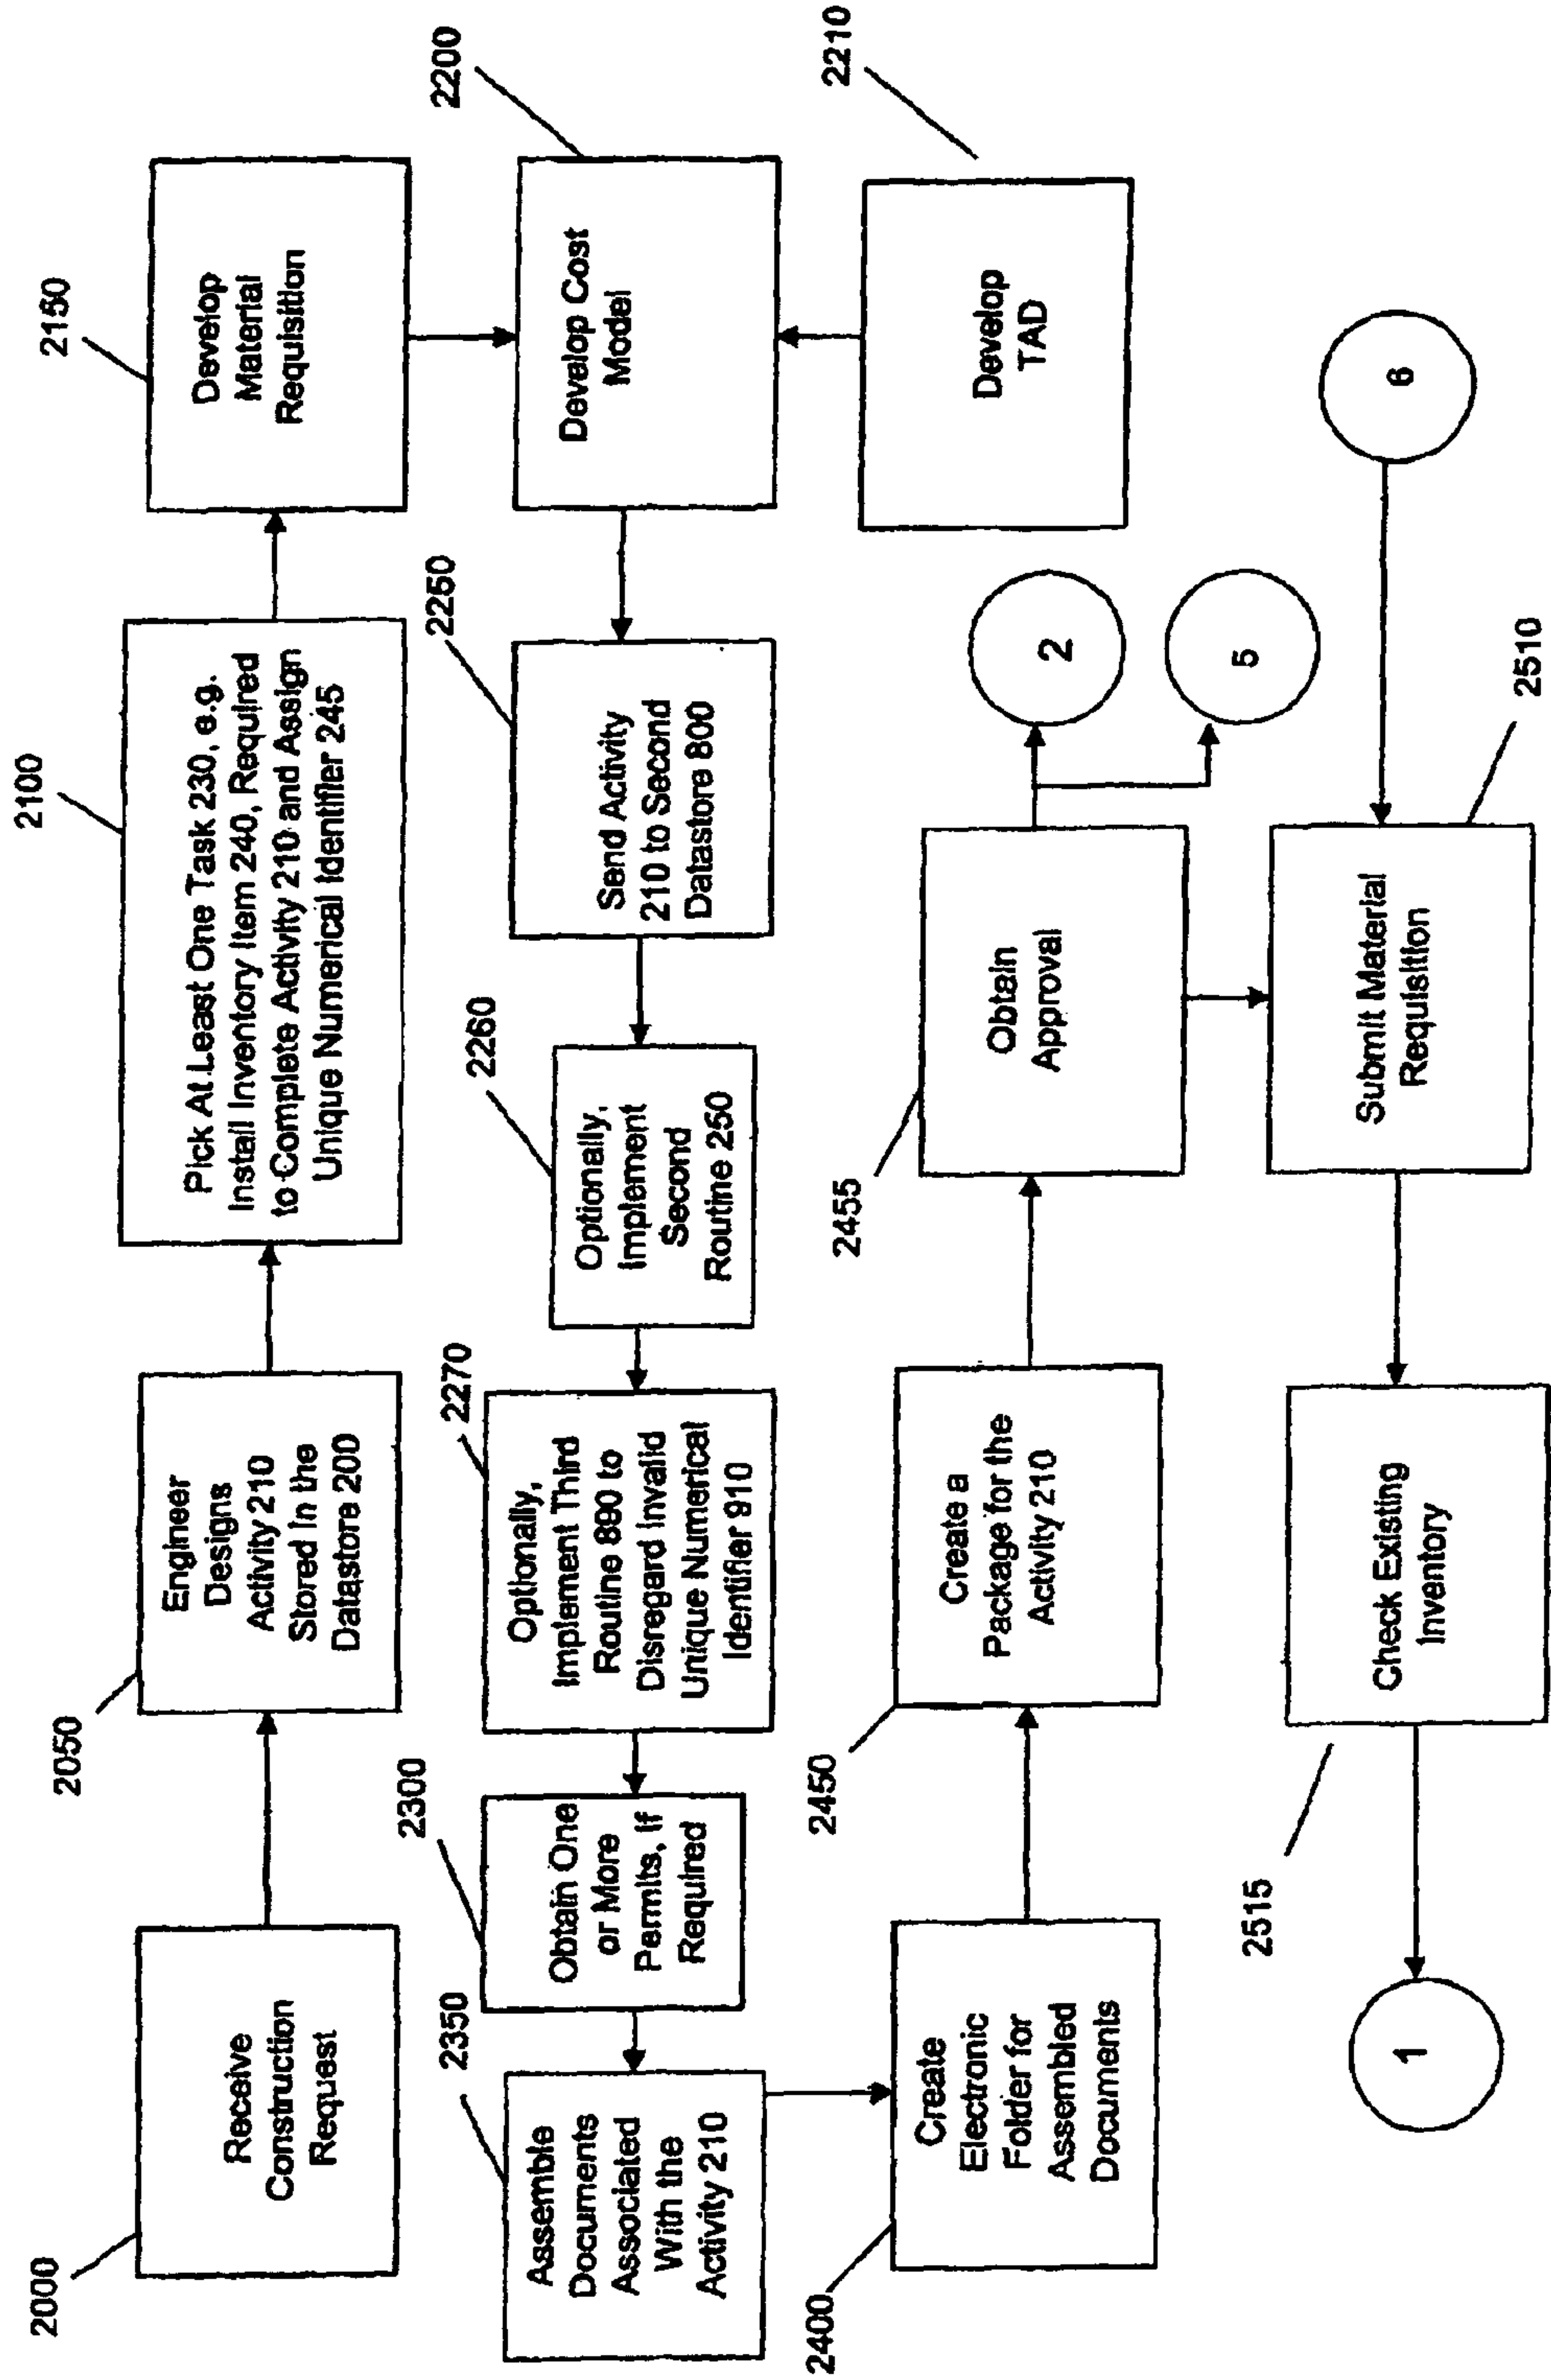 2000
Receive
Construction
Request
2050
Engineer
Designs
Activity 210
Stored in the
Datastore 200
2100
Pick At Least One Task 230, e.g.
Install Inventory Item 240, Required
to Complete Activity 210 and Assign
Unique Numerical Identifier 245
2150
Develop
Material
Requisition
2200
Develop Cost
Model
2210
Develop
TAD
2250
Send Activity
210 to Second
Datastore 800
2260
Optionally,
Implement
Second
Routine 250
2270
Optionally,
Implement Third
Routine 890 to
Disregard Invalid
Unique Numerical
Identifier 910
2300
Obtain One
or More
Permits, If
Required
2350
Assemble
Documents
Associated
With the
Activity 210
2400
Create
Electronic
Folder for
Assembled
Documents
2450
Create a
Package for the
Activity 210
2455
Obtain
Approval
2
5
6
2510
Submit Material
Requisition
2515
Check Existing
Inventory
1